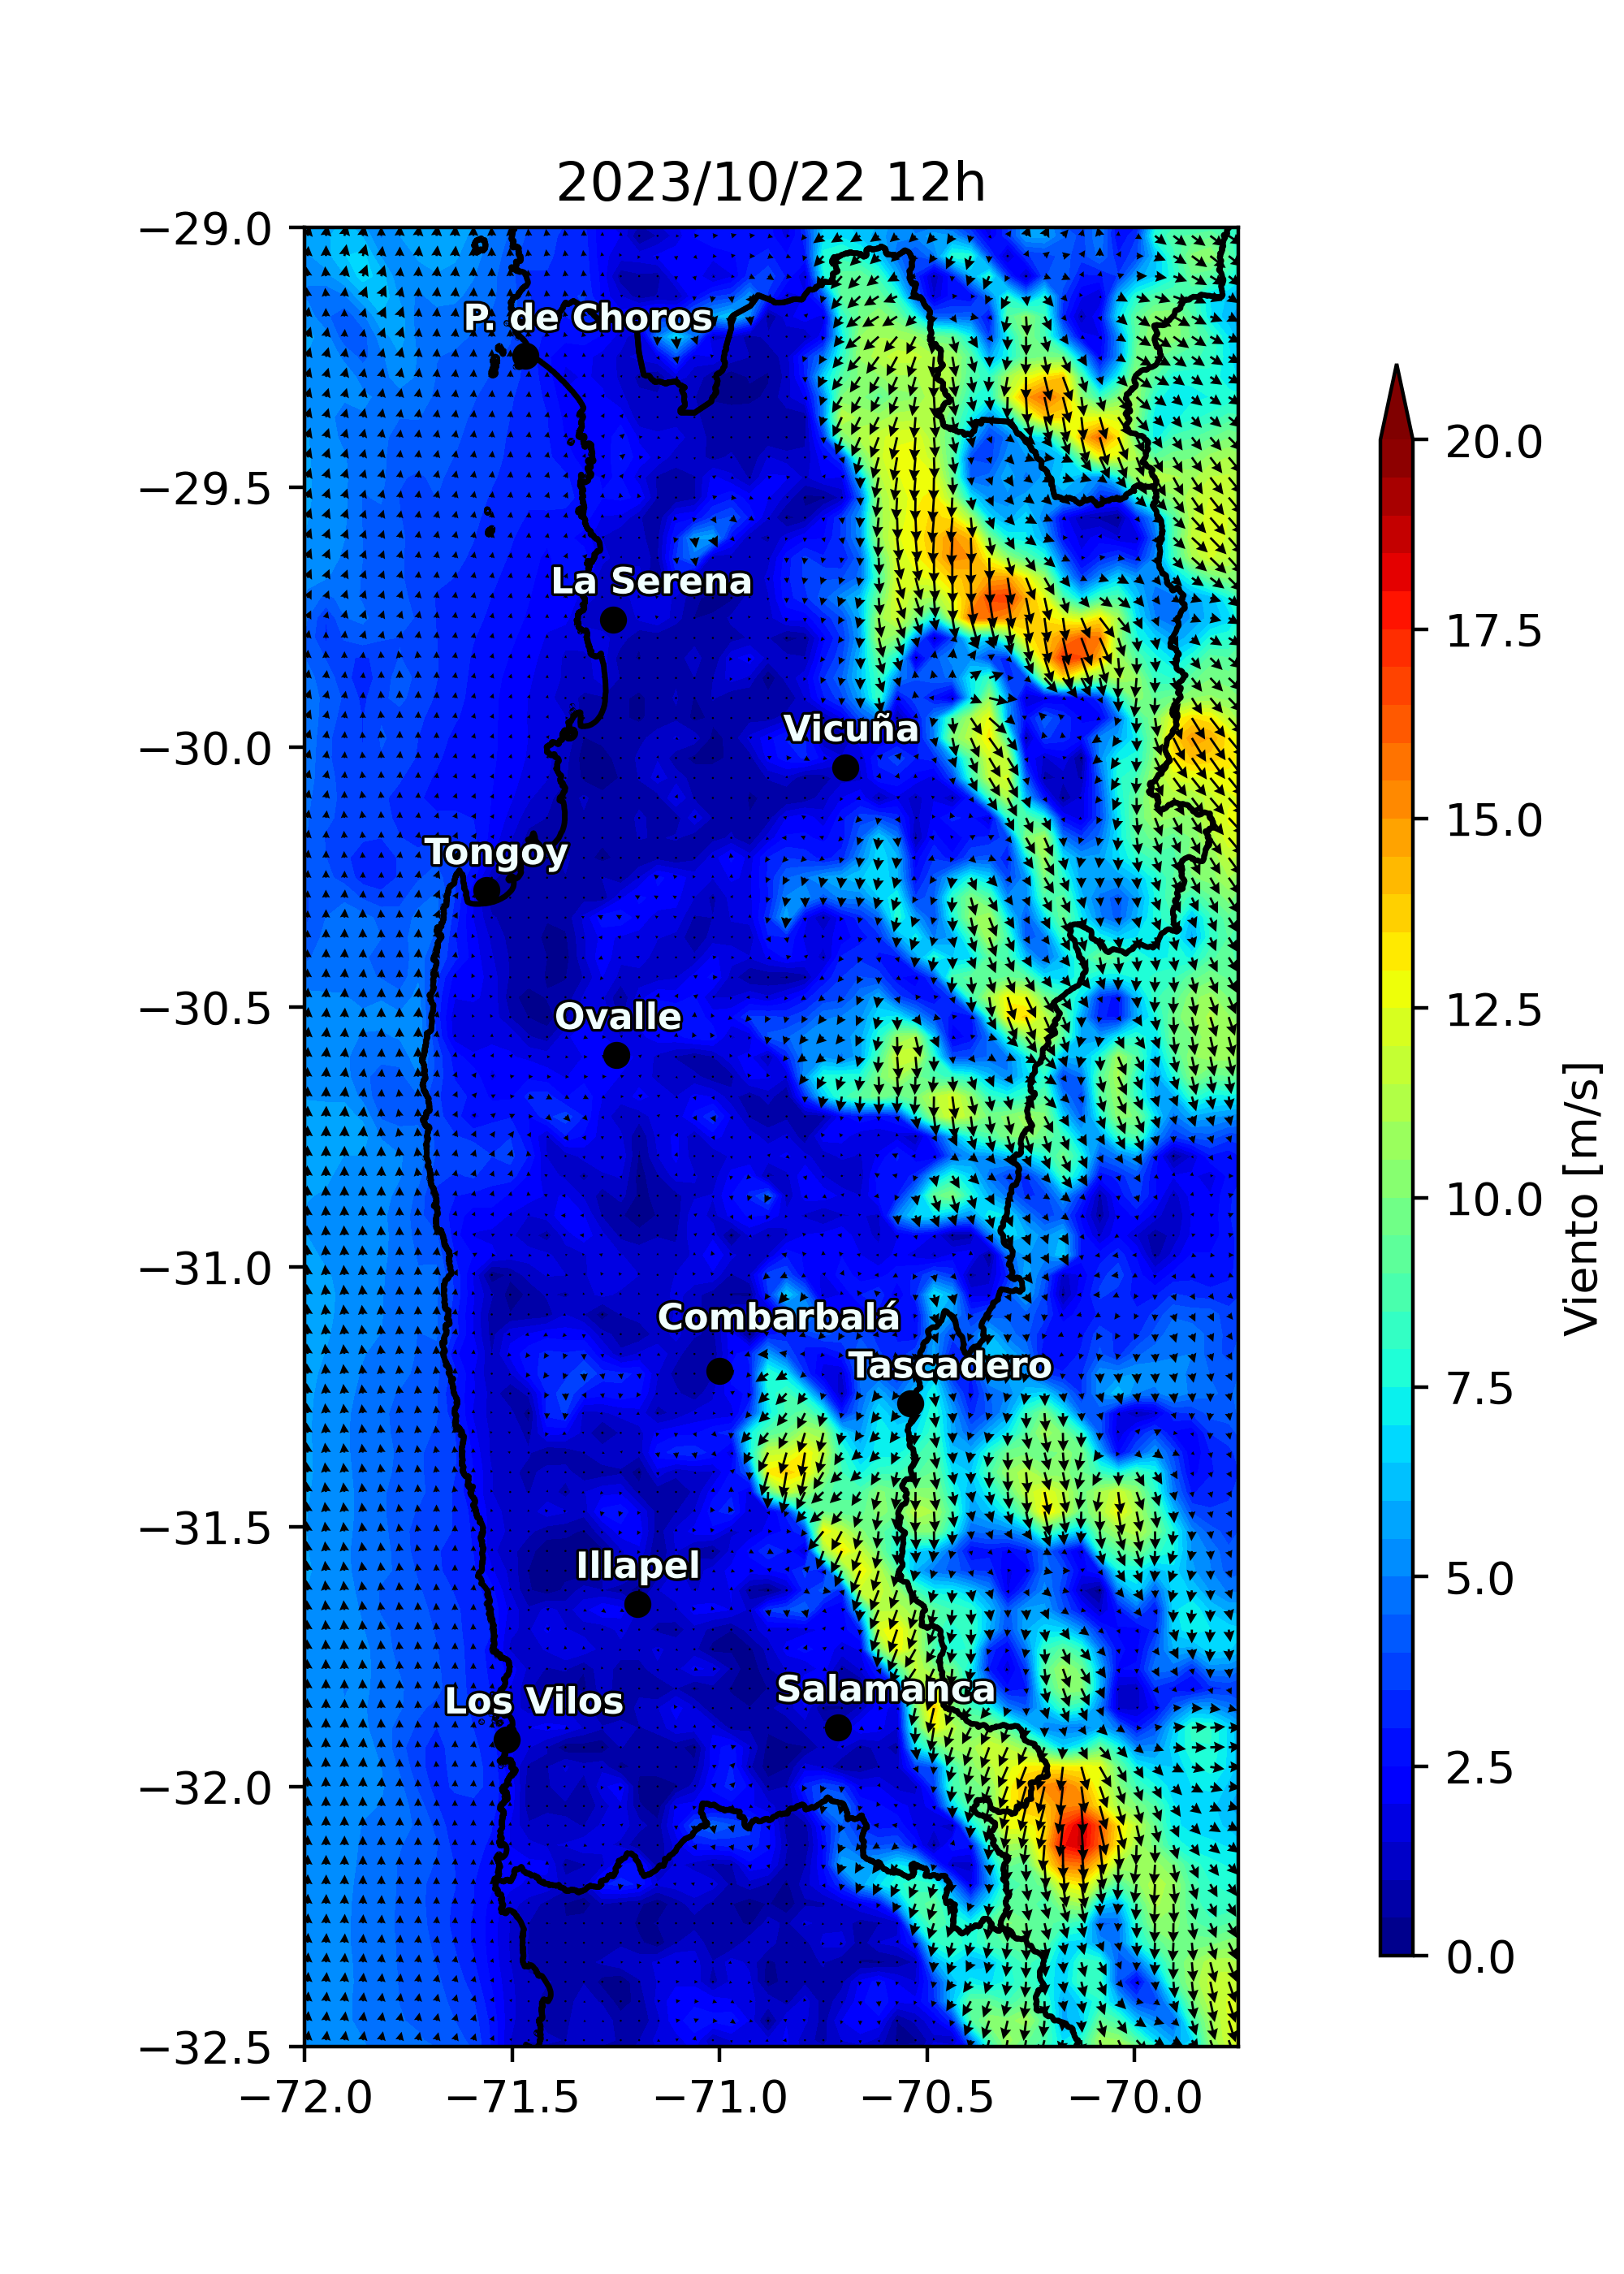 2023/10/22 12h
−29.0
−29.5
−30.0
−30.5
−31.0
−31.5
−32.0
−32.5
−72.0
−71.5
−71.0
−70.5
−70.0
P. de Choros
La Serena
Vicuña
Tongoy
Ovalle
Combarbalá
Tascadero
Illapel
Salamanca
Los Vilos
20.0
17.5
15.0
12.5
10.0
7.5
5.0
2.5
0.0
Viento [m/s]